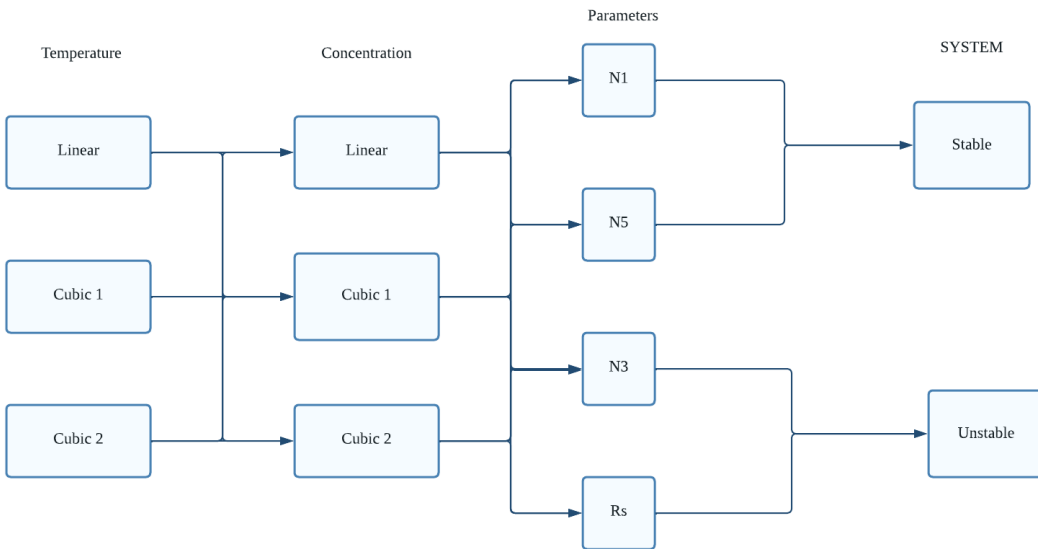 Temperature
Linear
Cubic 1
Cubic 2
Concentration
Linear
Cubic 1
Cubic 2
Parameters
N1
N5
N3
Rs
SYSTEM
Stable
Unstable